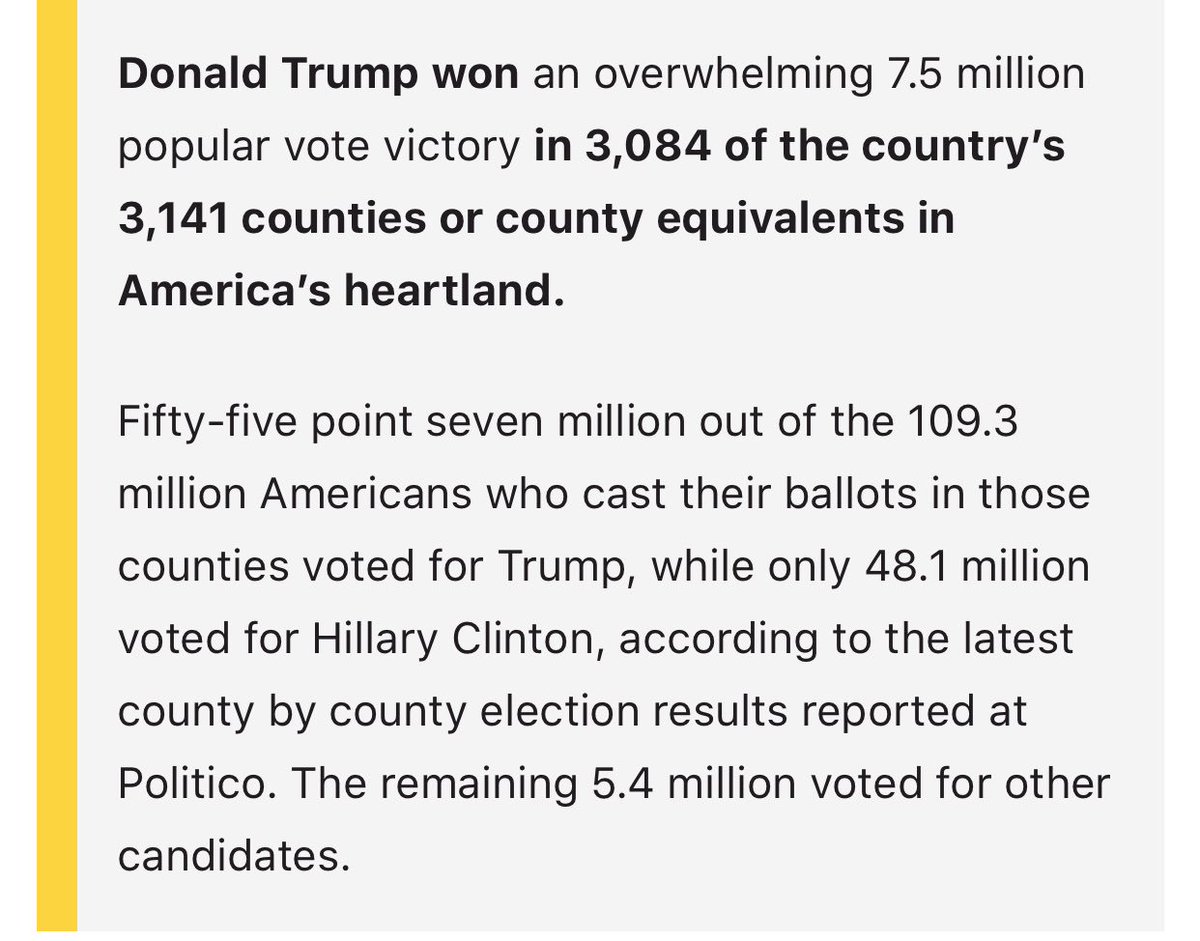 Donald Trump won an overwhelming 7.5 million
popular vote victory in 3,084 of the country’s
3,141 counties or county equivalents in
America’s heartland.
Fifty-five point seven million out of the 109.3
million Americans who cast their ballots in those
counties voted for Trump, while only 48.1 million
voted for Hillary Clinton, according to the latest
county by county election results reported at
Politico. The remaining 5.4 million voted for other
candidates.